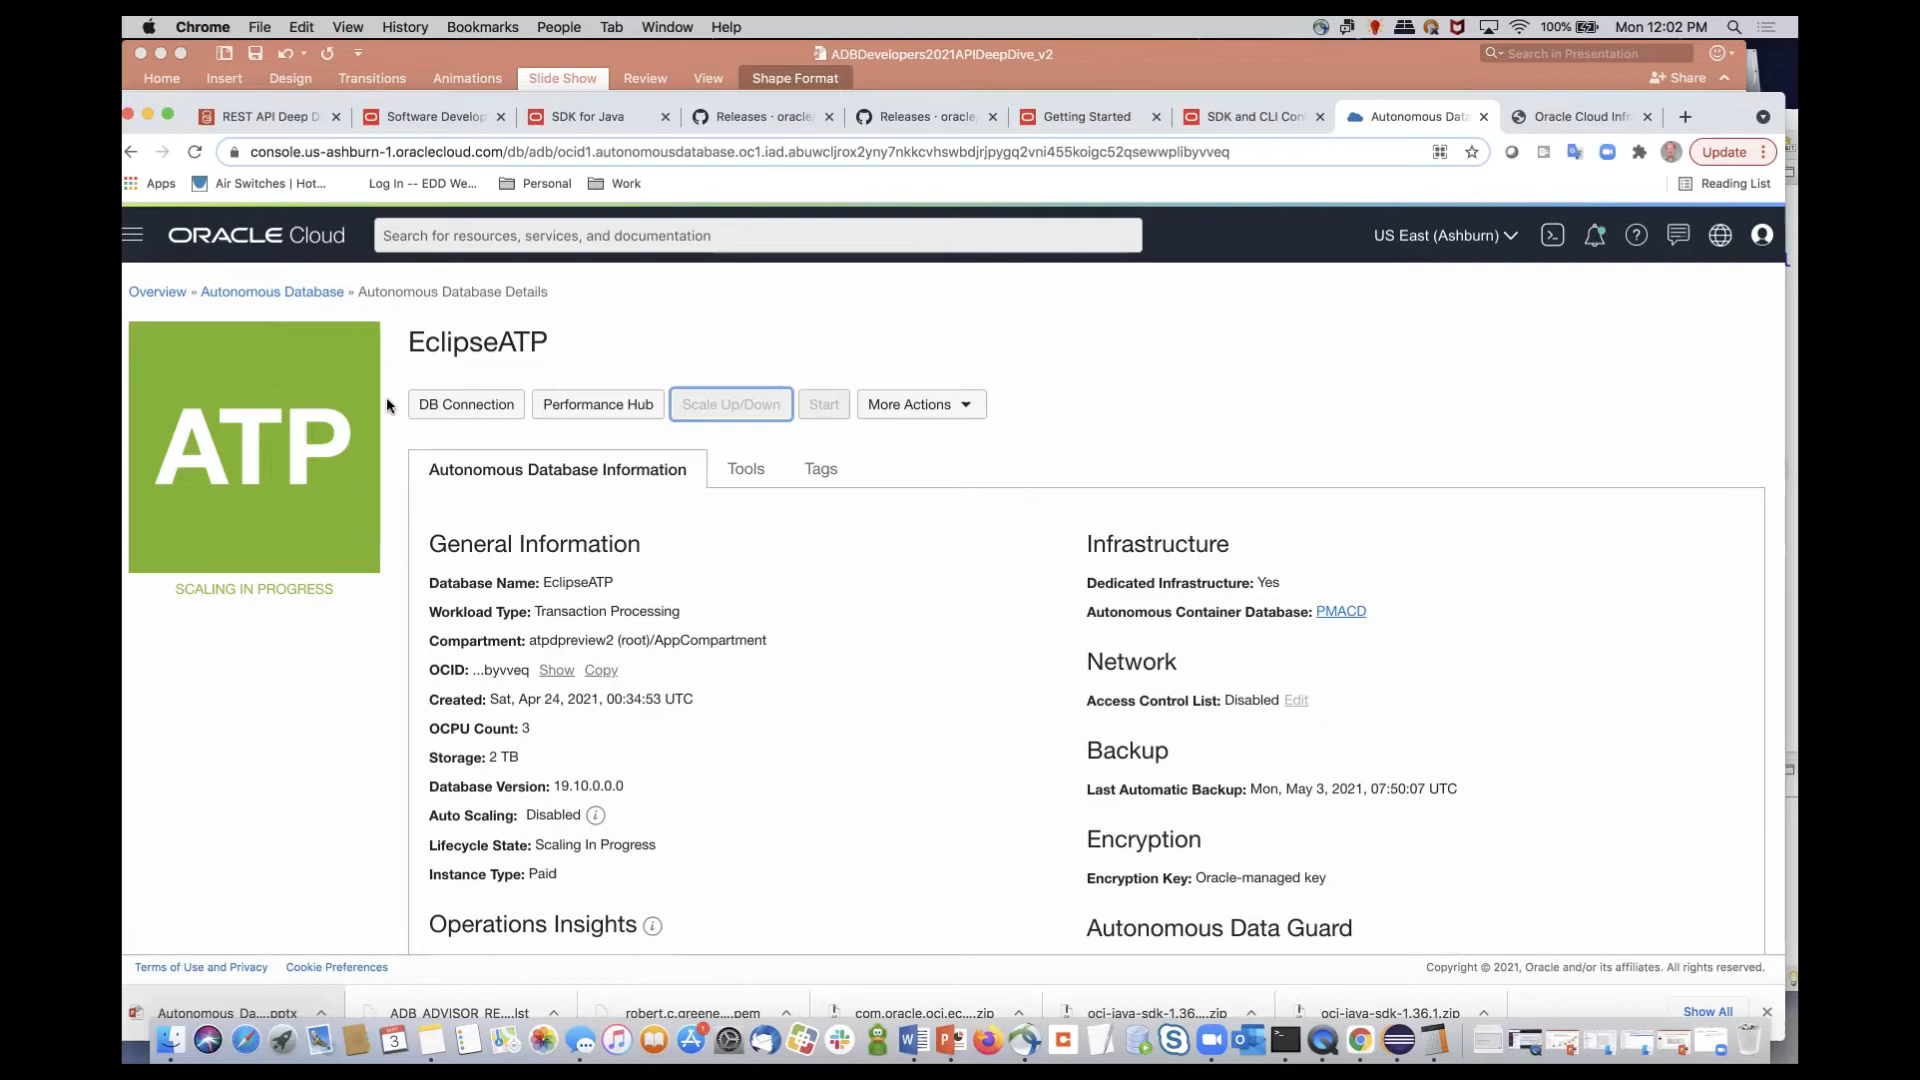 Chrome File Edit View History Bookmarks People Tab Window Help 100% Mon 12:02 PM
ADBDevelopers2021APIDeepDive_v2 Search in Presentation
Home Insert Design Transitions Animations Slide Show Review View Shape Format Share
REST API Deep D Software Develop SDK for Java Releases · oracle Releases · oracle, Getting Started SDK and CLI Con Autonomous Data Oracle Cloud Infr
console.us-ashburn-1.oraclecloud.com/db/adb/ocid1.autonomousdatabase.oc1.iad.abuwcljrox2yny7nkkcvhswbdjrjpygq2vni455koigc52qsewwplibyvveq Update
Apps Air Switches | Hot... Log In -- EDD We... Personal Work Reading List
ORACLE Cloud Search for resources, services, and documentation US East (Ashburn)
Overview » Autonomous Database » Autonomous Database Details
EclipseATP
DB Connection Performance Hub Scale Up/Down Start More Actions
ATP
SCALING IN PROGRESS
Autonomous Database Information Tools Tags
General Information
Database Name: EclipseATP
Workload Type: Transaction Processing
Compartment: atpdpreview2 (root)/AppCompartment
OCID: ...byvveq Show Copy
Created: Sat, Apr 24, 2021, 00:34:53 UTC
OCPU Count: 3
Storage: 2 TB
Database Version: 19.10.0.0.0
Auto Scaling: Disabled
Lifecycle State: Scaling In Progress
Instance Type: Paid
Operations Insights
Infrastructure
Dedicated Infrastructure: Yes
Autonomous Container Database: PMACD
Network
Access Control List: Disabled Edit
Backup
Last Automatic Backup: Mon, May 3, 2021, 07:50:07 UTC
Encryption
Encryption Key: Oracle-managed key
Autonomous Data Guard
Terms of Use and Privacy Cookie Preferences Copyright © 2021, Oracle and/or its affiliates. All rights reserved.
Autonomous Da....pptx ADB ADVISOR RE....lst robert.c.greene....pem com.oracle.oci.ec....zip oci-java-sdk-1.36....zip oci-java-sdk-1.36.1.zip Show All